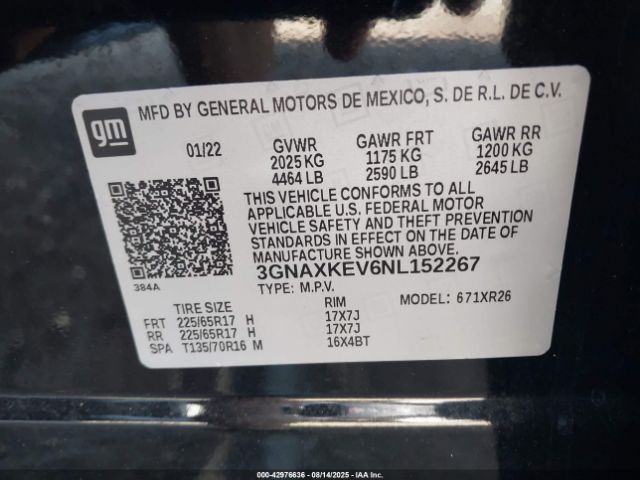 gm
MFD BY GENERAL MOTORS DE MEXICO, S. DE R.L. DE C.V.
01/22 GVWR GAWR FRT GAWR RR
2025 KG 1175 KG 1200 KG
4464 LB 2590 LB 2645 LB
THIS VEHICLE CONFORMS TO ALL
APPLICABLE U.S. FEDERAL MOTOR
VEHICLE SAFETY AND THEFT PREVENTION
STANDARDS IN EFFECT ON THE DATE OF
MANUFACTURE SHOWN ABOVE.
3GNAXKEV6NL152267
384A
TYPE: M.P.V.
MODEL: 671XR26
TIRE SIZE RIM
FRT 225/65R17 H 17X7J
RR 225/65R17 H 17X7J
SPA T135/70R16 M 16X4BT
000-42976636 - 08/14/2025 - IAAI.COM